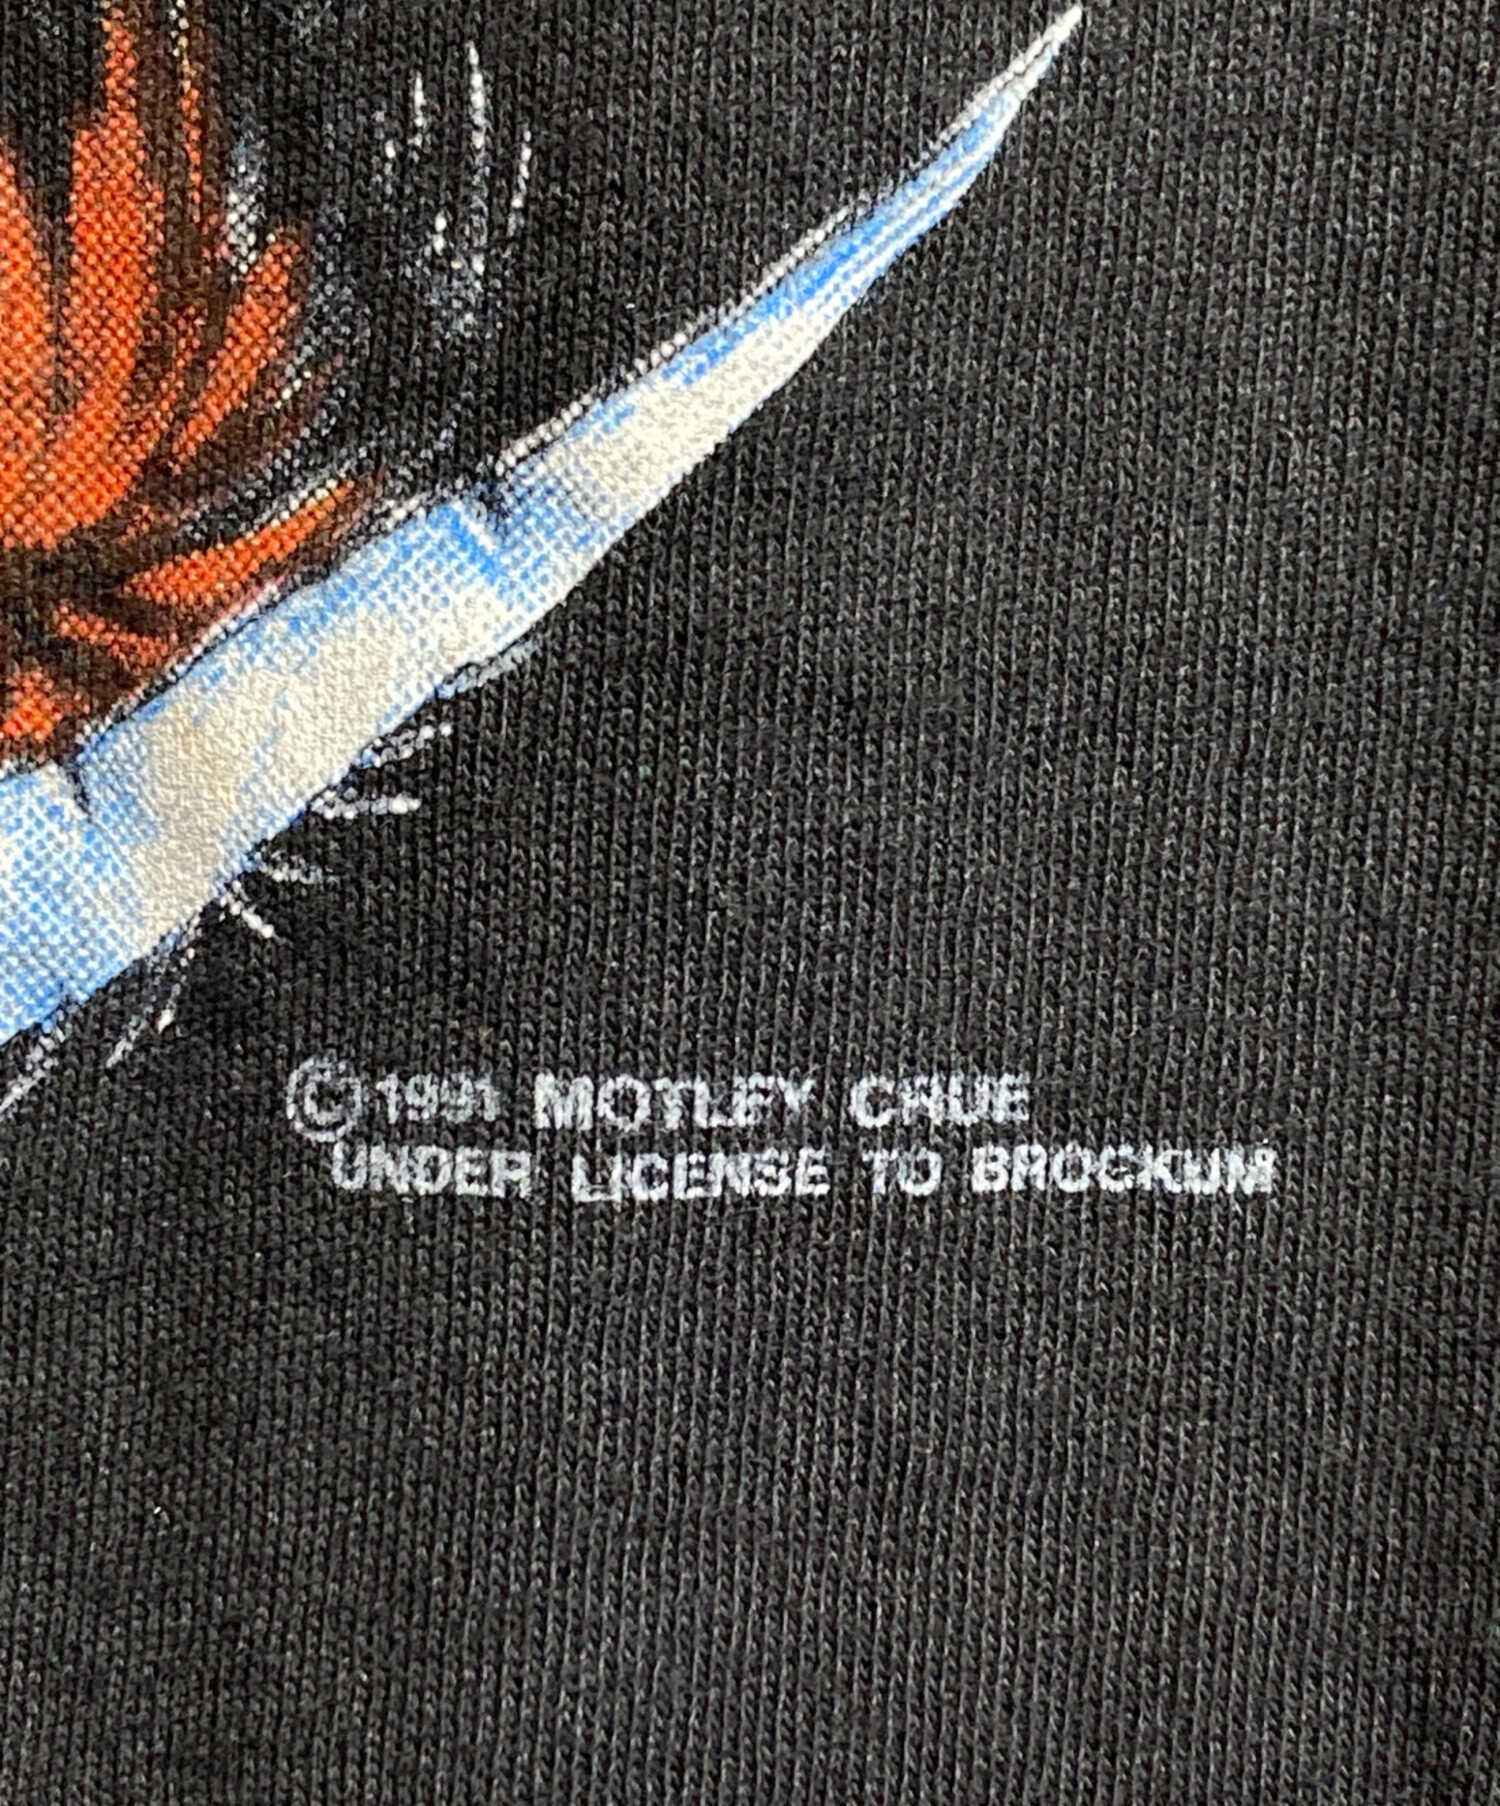 ©1991 MOTLEY CRUE
UNDER LICENSE TO BROCKUM